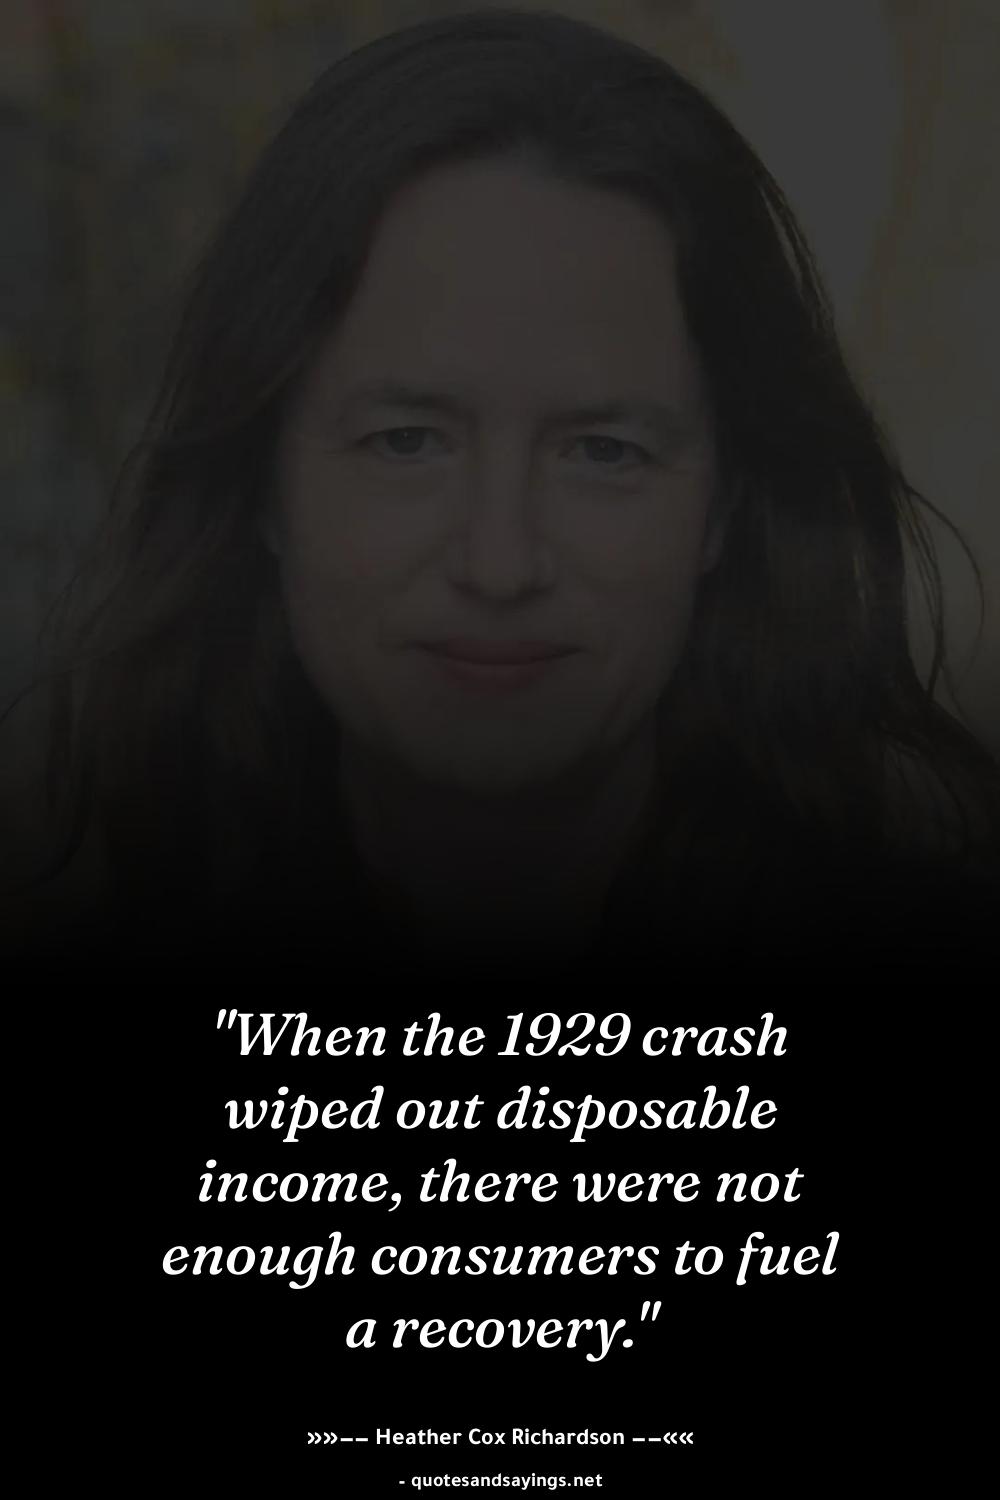 "When the 1929 crash
wiped out disposable
income, there were not
enough consumers to fuel
a recovery."
»»–– Heather Cox Richardson ––««
- quotesandsayings.net